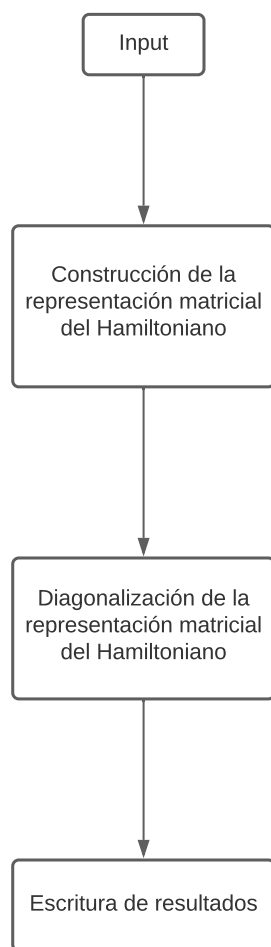 Input
Construcción de la
representación matricial
del Hamiltoniano
Diagonalización de la
representación matricial
del Hamiltoniano
Escritura de resultados